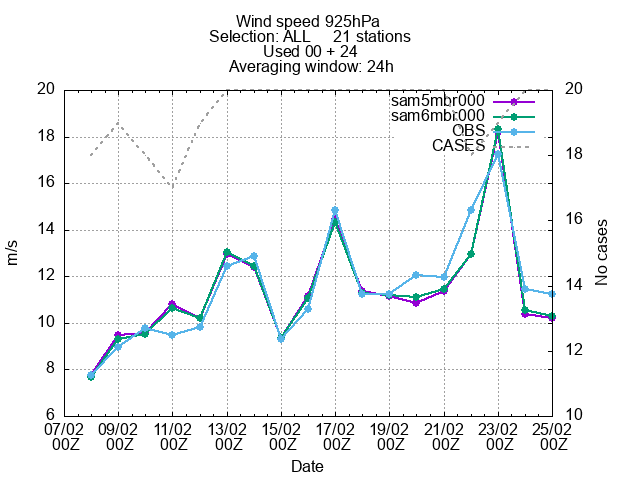 Wind speed 925hPa
Selection: ALL 21 stations
Used 00 + 24
Averaging window: 24h
sam5mbr000
sam6mbr000
OBS
CASES
20
18
16
14
12
10
8
6
m/s
20
18
16
14
12
10
No cases
07/02 09/02 11/02 13/02 15/02 17/02 19/02 21/02 23/02 25/02
00Z 00Z 00Z 00Z 00Z 00Z 00Z 00Z 00Z 00Z
Date